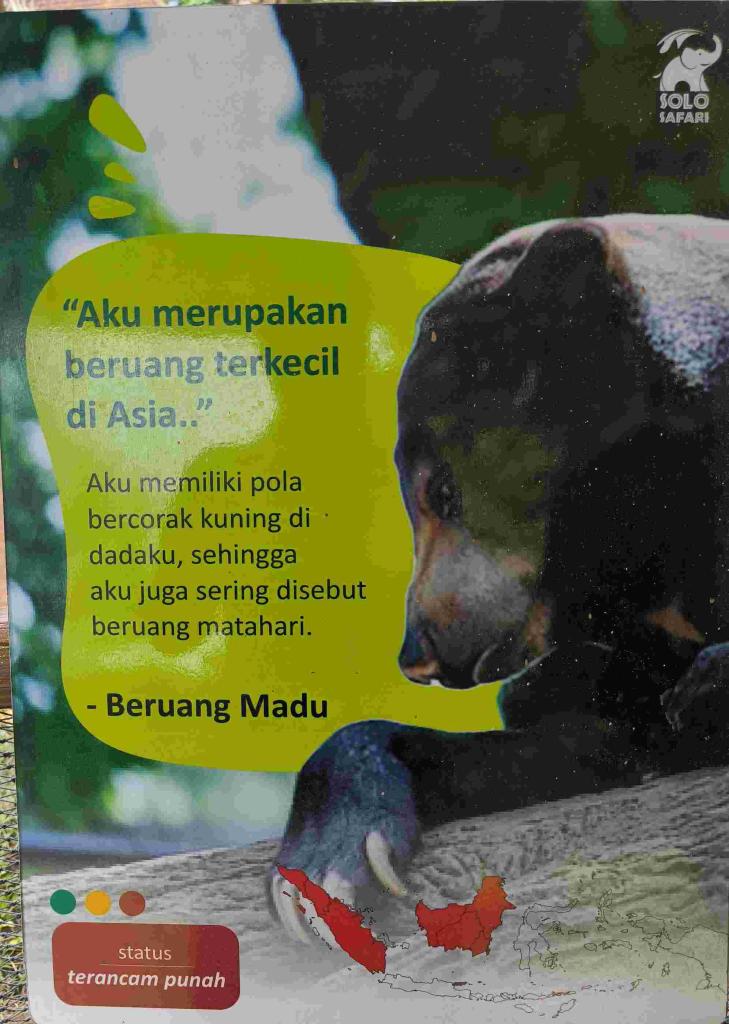 SOLO
SAFARI
“Aku merupakan
beruang terkecil
di Asia..”
Aku memiliki pola
bercorak kuning di
dadaku, sehingga
aku juga sering disebut
beruang matahari.
- Beruang Madu
status
terancam punah